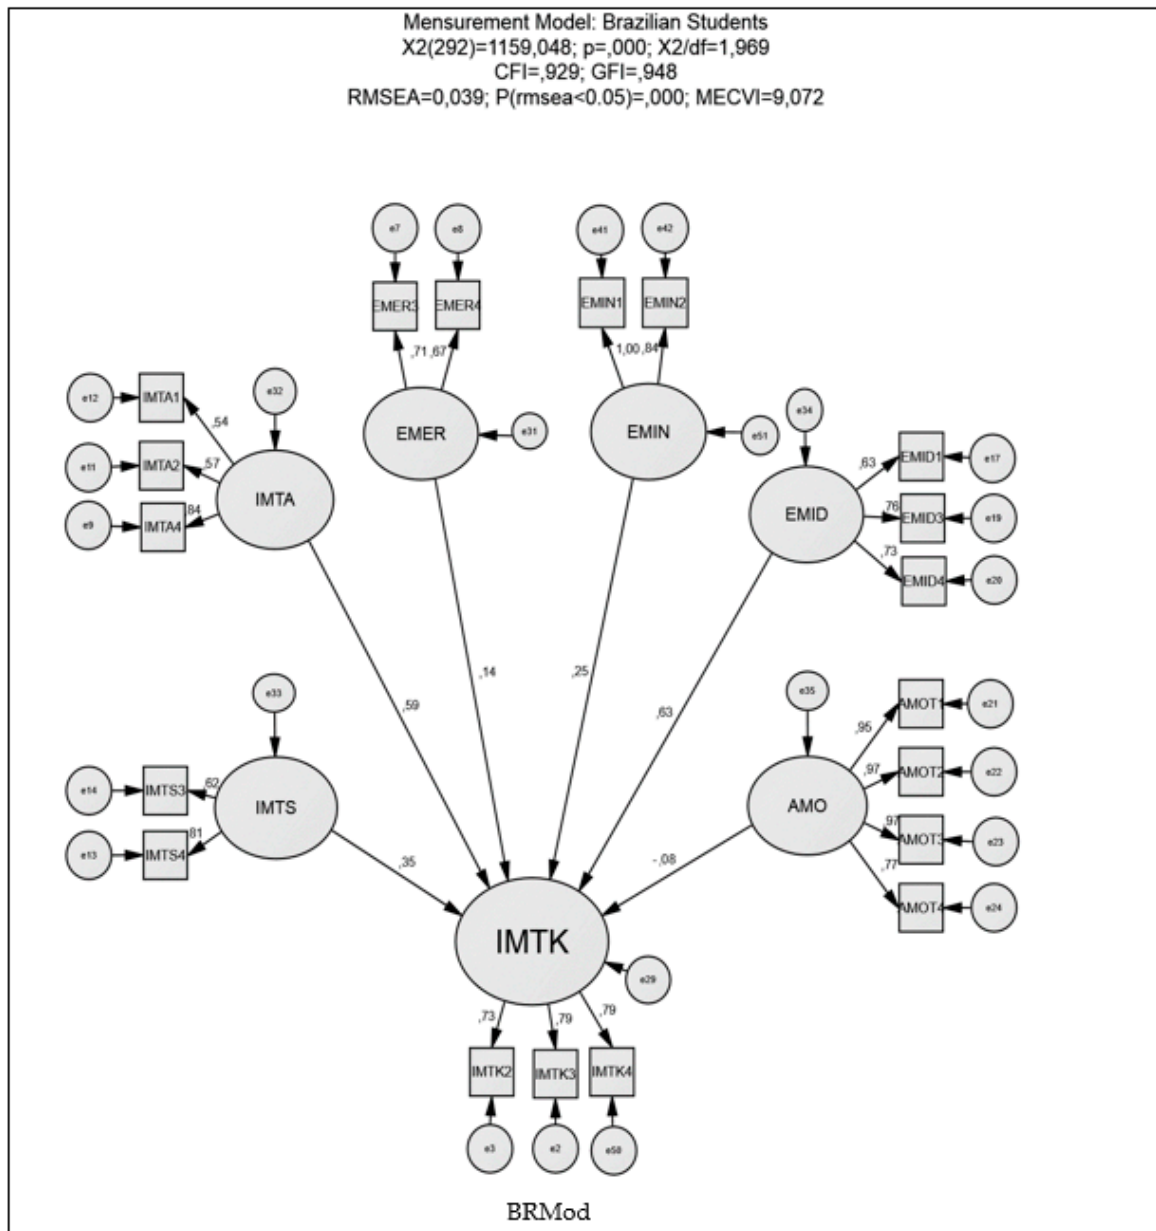 Mensurement Model: Brazilian Students
X2(292)=1159,048; p=,000; X2/df=1,969
CFI=,929; GFI=,948
RMSEA=0,039; P(rmsea<0.05)=,000; MECVI=9,072
e7
e8
e41
e42
EMER3
EMER4
EMIN1
EMIN2
,71
,67
1,00
,84
e12
IMTA1
e32
,54
EMER
e31
EMIN
e51
e34
e11
IMTA2
,57
IMTA
e9
IMTA4
,84
EMID
,63
EMID1
e17
,76
EMID3
e19
,73
EMID4
e20
,59
,14
,25
,63
e33
e35
e14
IMTS3
,62
IMTS
e13
IMTS4
,81
AMO
,95
AMOT1
e21
,97
AMOT2
e22
,97
AMOT3
e23
,77
AMOT4
e24
,35
-,08
IMTK
e29
,73
,79
,79
IMTK2
IMTK3
IMTK4
e3
e2
e58
BRMod